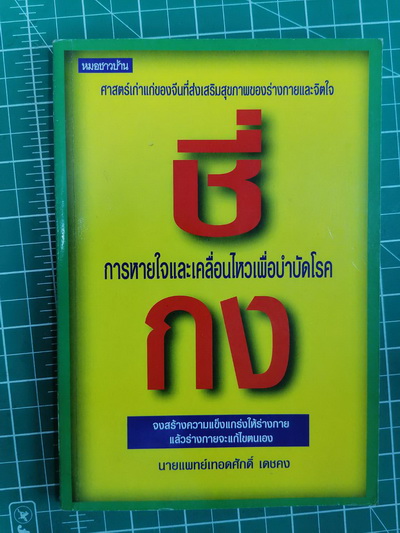 หมอชาวบ้าน
ศาสตร์เก่าแก่ของจีนที่ส่งเสริมสุขภาพของร่างกายและจิตใจ
ชี่
การหายใจและเคลื่อนไหวเพื่อบำบัดโรค
กง
จงสร้างความแข็งแกร่งให้ร่างกาย
แล้วร่างกายจะแก้ไขตนเอง
นายแพทย์เทอดศักดิ์ เดชคง